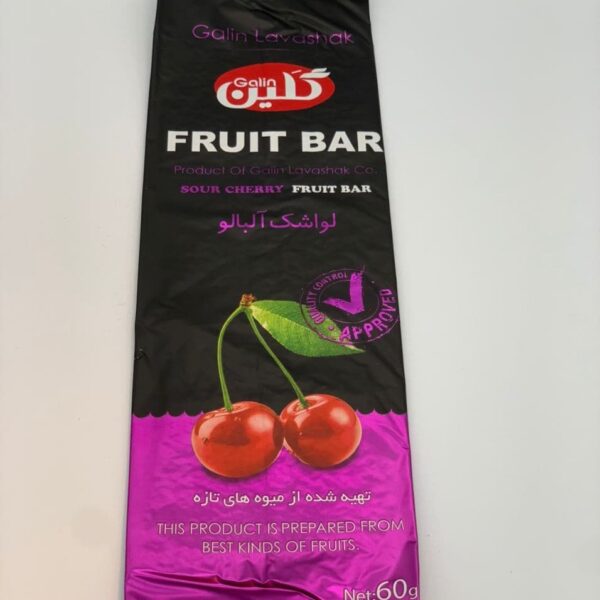 Galin Lavashak
Galin
گلین
FRUIT BAR
Product Of Galin Lavashak Co.
SOUR CHERRY FRUIT BAR
لواشک آلبالو
QUALITY CONTROL
APPROVED
تهیه شده از میوه های تازه
THIS PRODUCT IS PREPARED FROM
BEST KINDS OF FRUITS.
Net:60g